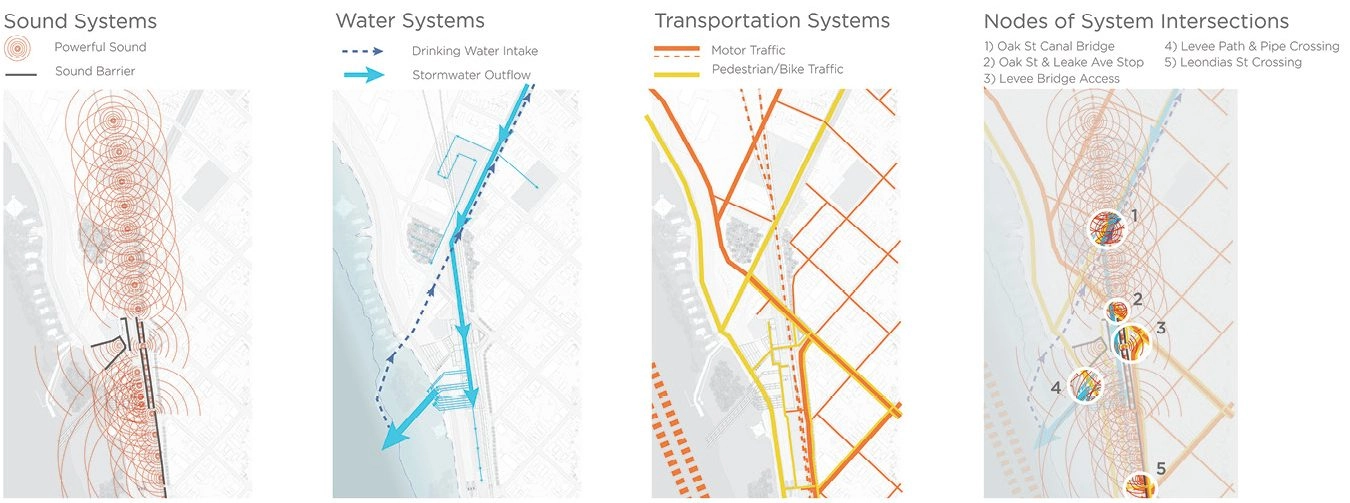 Sound Systems
Powerful Sound
Sound Barrier
Water Systems
Drinking Water Intake
Stormwater Outflow
Transportation Systems
Motor Traffic
Pedestrian/Bike Traffic
Nodes of System Intersections
1) Oak St Canal Bridge
2) Oak St & Leake Ave Stop
3) Levee Bridge Access
4) Levee Path & Pipe Crossing
5) Leondias St Crossing
1
2
3
4
5